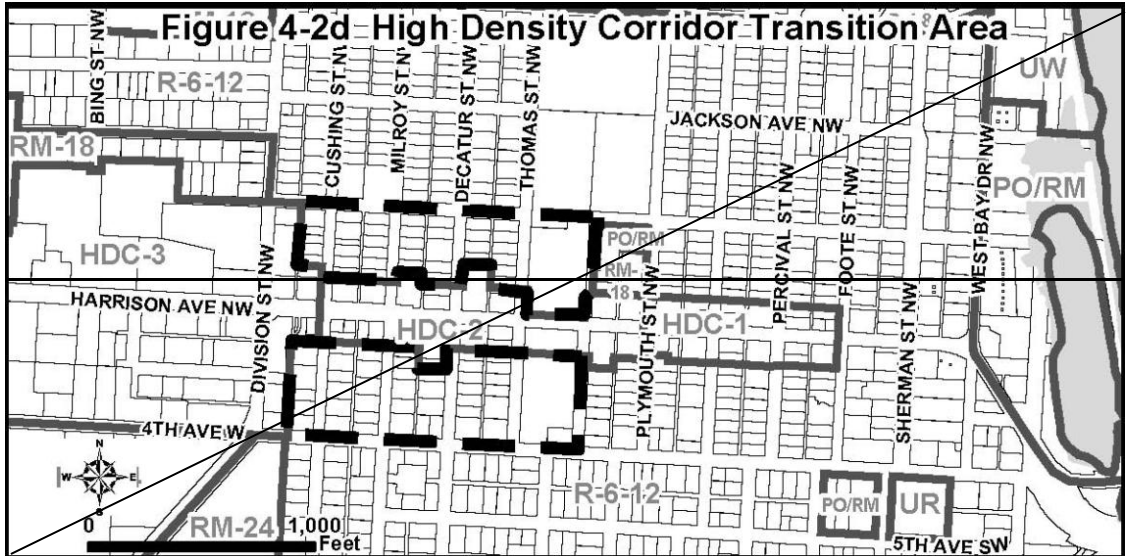 Figure 4-2d High Density Corridor Transition Area
BING ST NW
R-6-12
CUSHING ST NW
MILROY ST NW
DECATUR ST NW
THOMAS ST NW
JACKSON AVE NW
UW
RM-18
PERCIVAL ST NW
FOOTE ST NW
WEST BAY DR NW
PO/RM
HDC-3
DIVISION ST NW
PO/RM
RM-
18
HARRISON AVE NW
HDC-2
PLYMOUTH ST NW
HDC-1
SHERMAN ST NW
4TH AVE W
N
W
E
S
R-6-12
PO/RM
UR
RM-24
0
1,000
Feet
5TH AVE SW